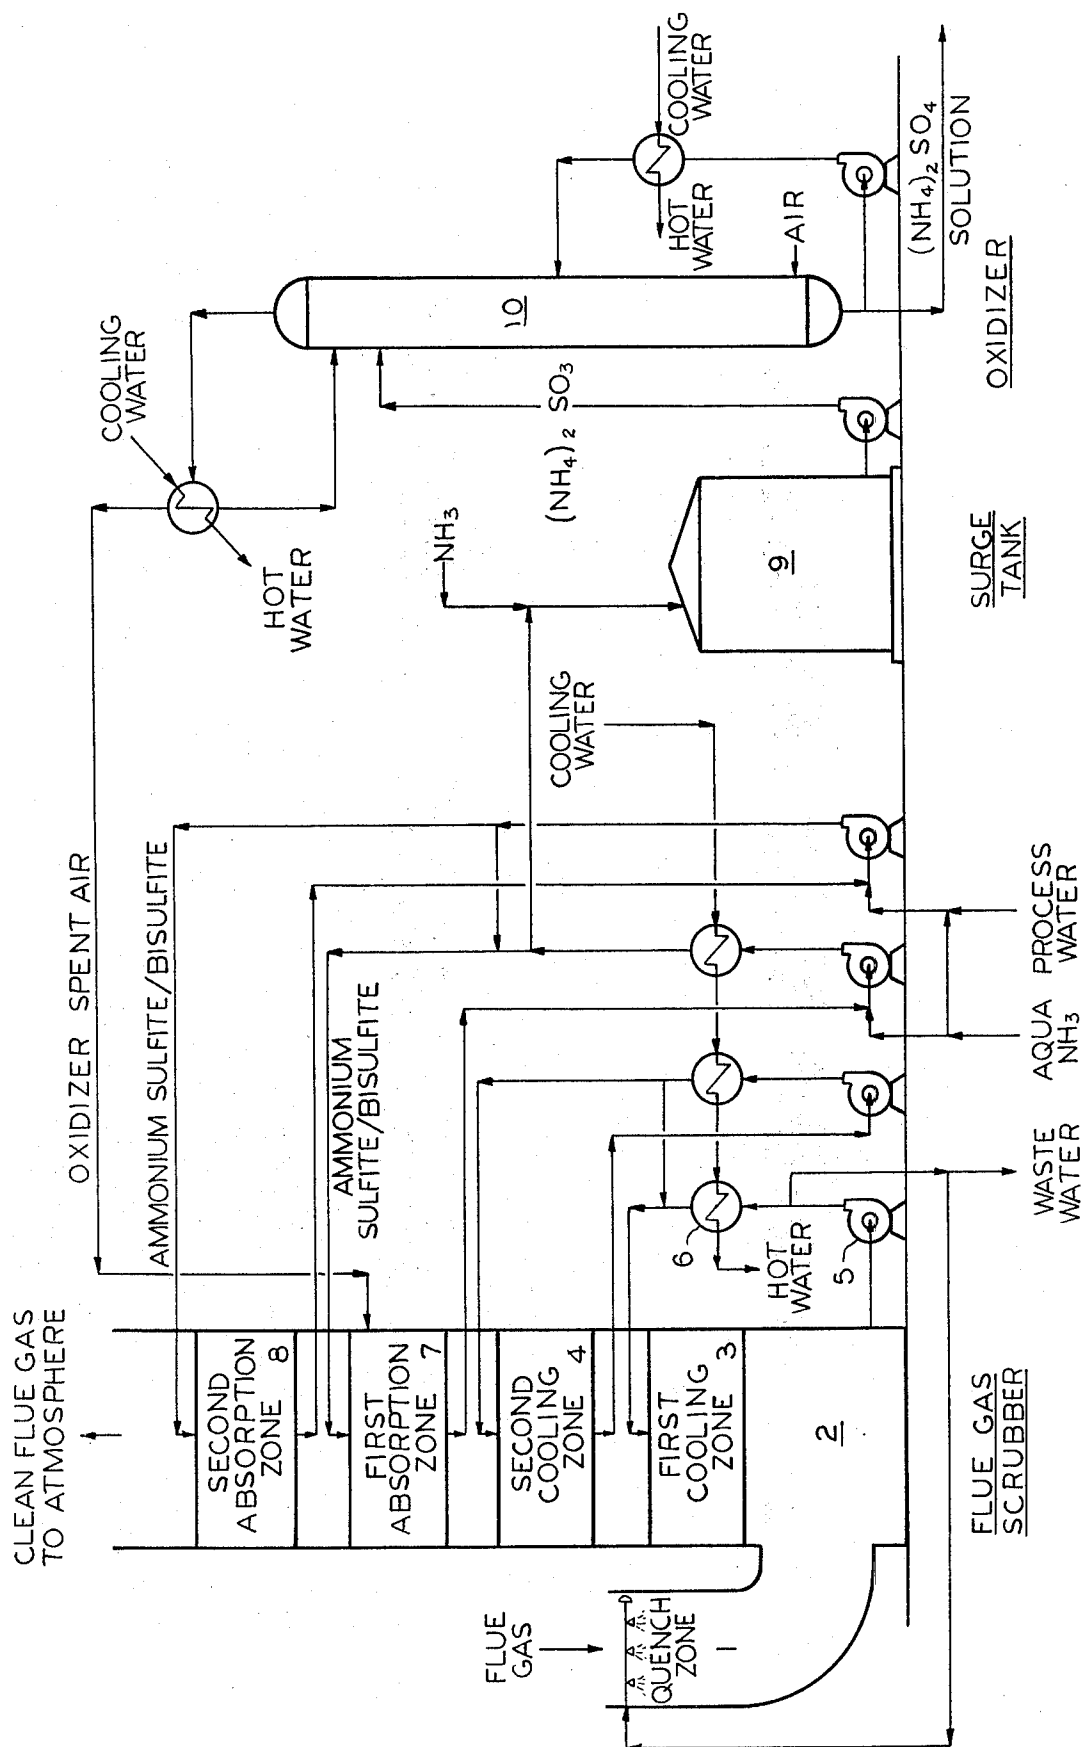 CLEAN FLUE GAS
TO ATMOSPHERE
OXIDIZER SPENT AIR
AMMONIUM SULFITE/BISULFITE
AMMONIUM
SULFITE/BISULFITE
COOLING
WATER
HOT
WATER
NH3
(NH4)2 SO3
COOLING
WATER
HOT
WATER
AIR
10
(NH4)2 SO4
SOLUTION
OXIDIZER
9
SURGE
TANK
COOLING
WATER
SECOND
ABSORPTION
ZONE 8
FIRST
ABSORPTION
ZONE 7
SECOND
COOLING
ZONE 4
FIRST
COOLING
ZONE 3
2
FLUE
GAS
QUENCH
ZONE
1
6
HOT
WATER
5
WASTE
WATER
AQUA
NH3
PROCESS
WATER
FLUE GAS
SCRUBBER